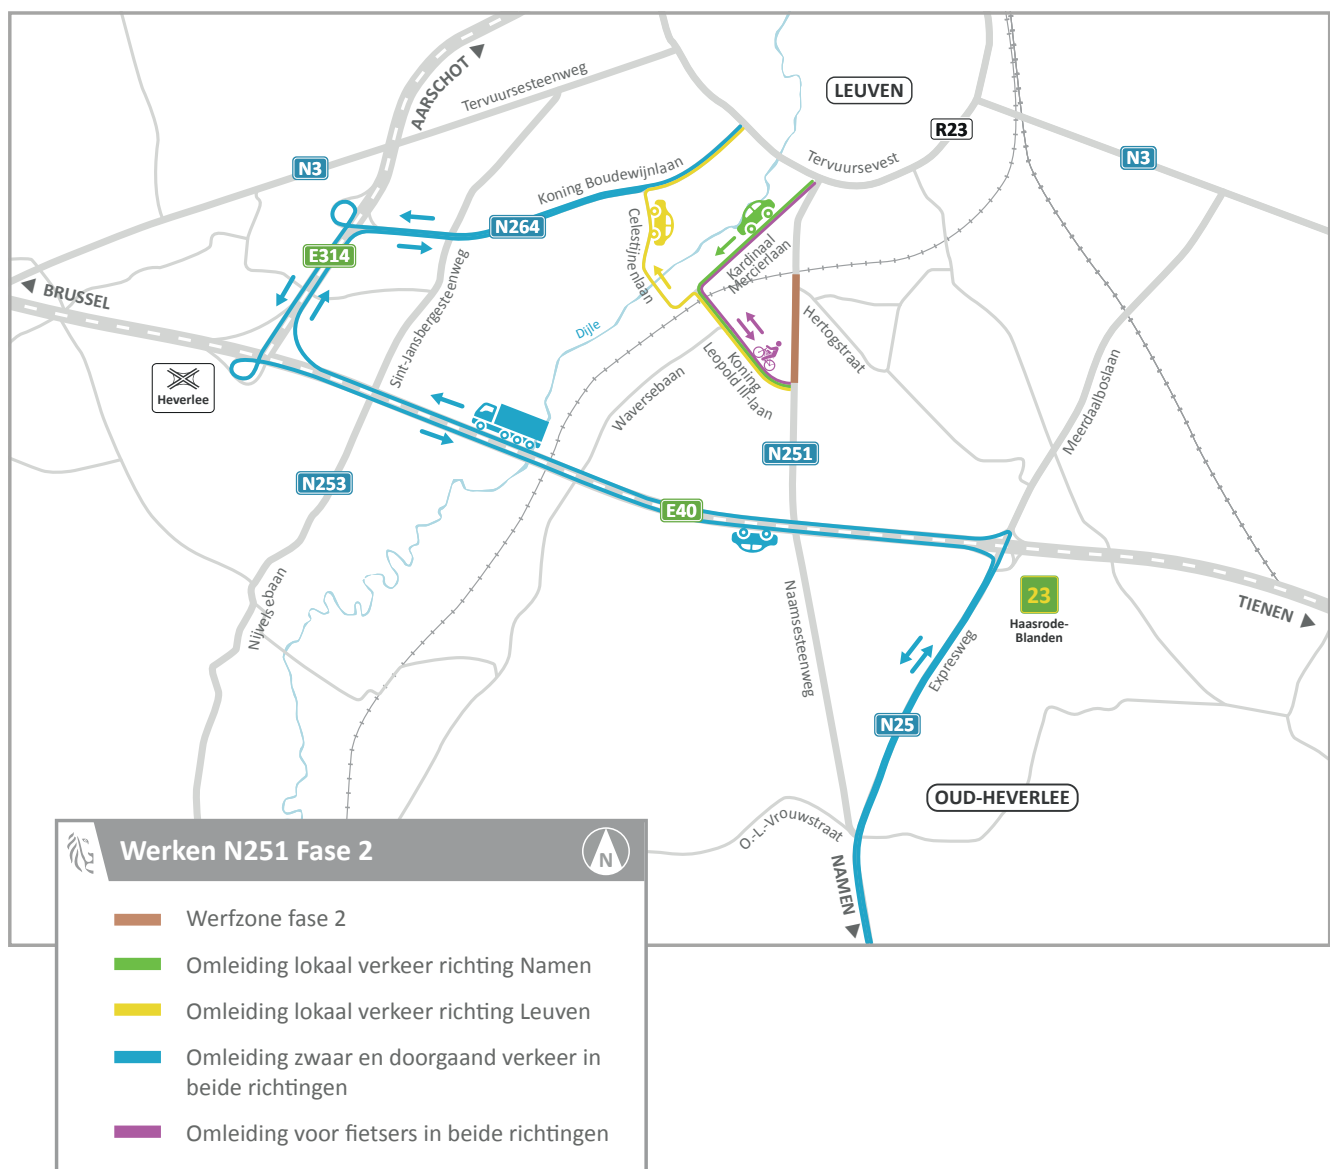 AARSCHOT
Tervuursesteenweg
LEUVEN
R23
N3
N3
Tervuursevest
Koning Boudewijnlaan
N264
E314
BRUSSEL
Celestijnenlaan
Kardinaal
Mercierlaan
Sint-Jansbergesteenweg
Dijle
Hertogstraat
Koning
Leopold III-laan
Waversebaan
Meerdaalboslaan
Heverlee
N251
N253
E40
23
Haasrode-
Blanden
TIENEN
Nijvelsebaan
Naamsesteenweg
Expresweg
N25
OUD-HEVERLEE
O.-L.-Vrouwstraat
NAMEN
Werken N251 Fase 2
N
Werfzone fase 2
Omleiding lokaal verkeer richting Namen
Omleiding lokaal verkeer richting Leuven
Omleiding zwaar en doorgaand verkeer in
beide richtingen
Omleiding voor fietsers in beide richtingen